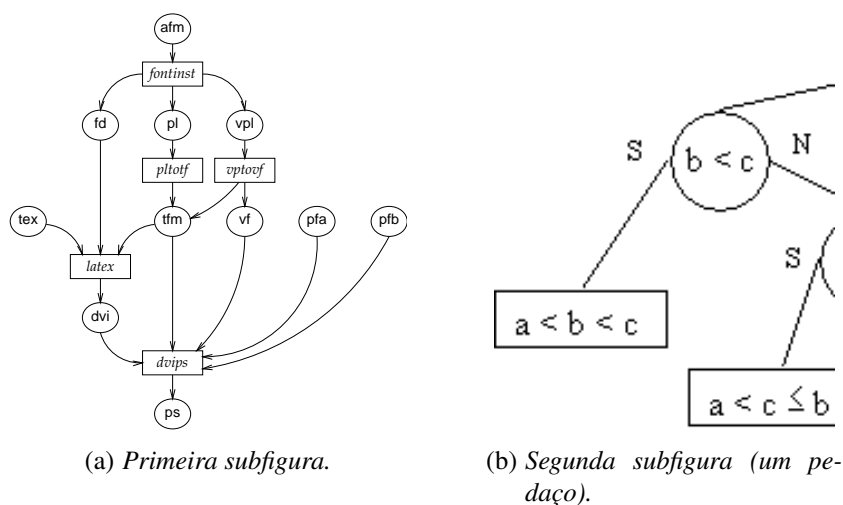 afm
fontinst
fd pl vpl
pltotf vptovf
tex tfm vf pfa pfb
latex
dvi
dvips
ps
(a) Primeira subfigura.
b < c
S N
S
a < b < c
a < c ≤ b
(b) Segunda subfigura (um pe-
daço).